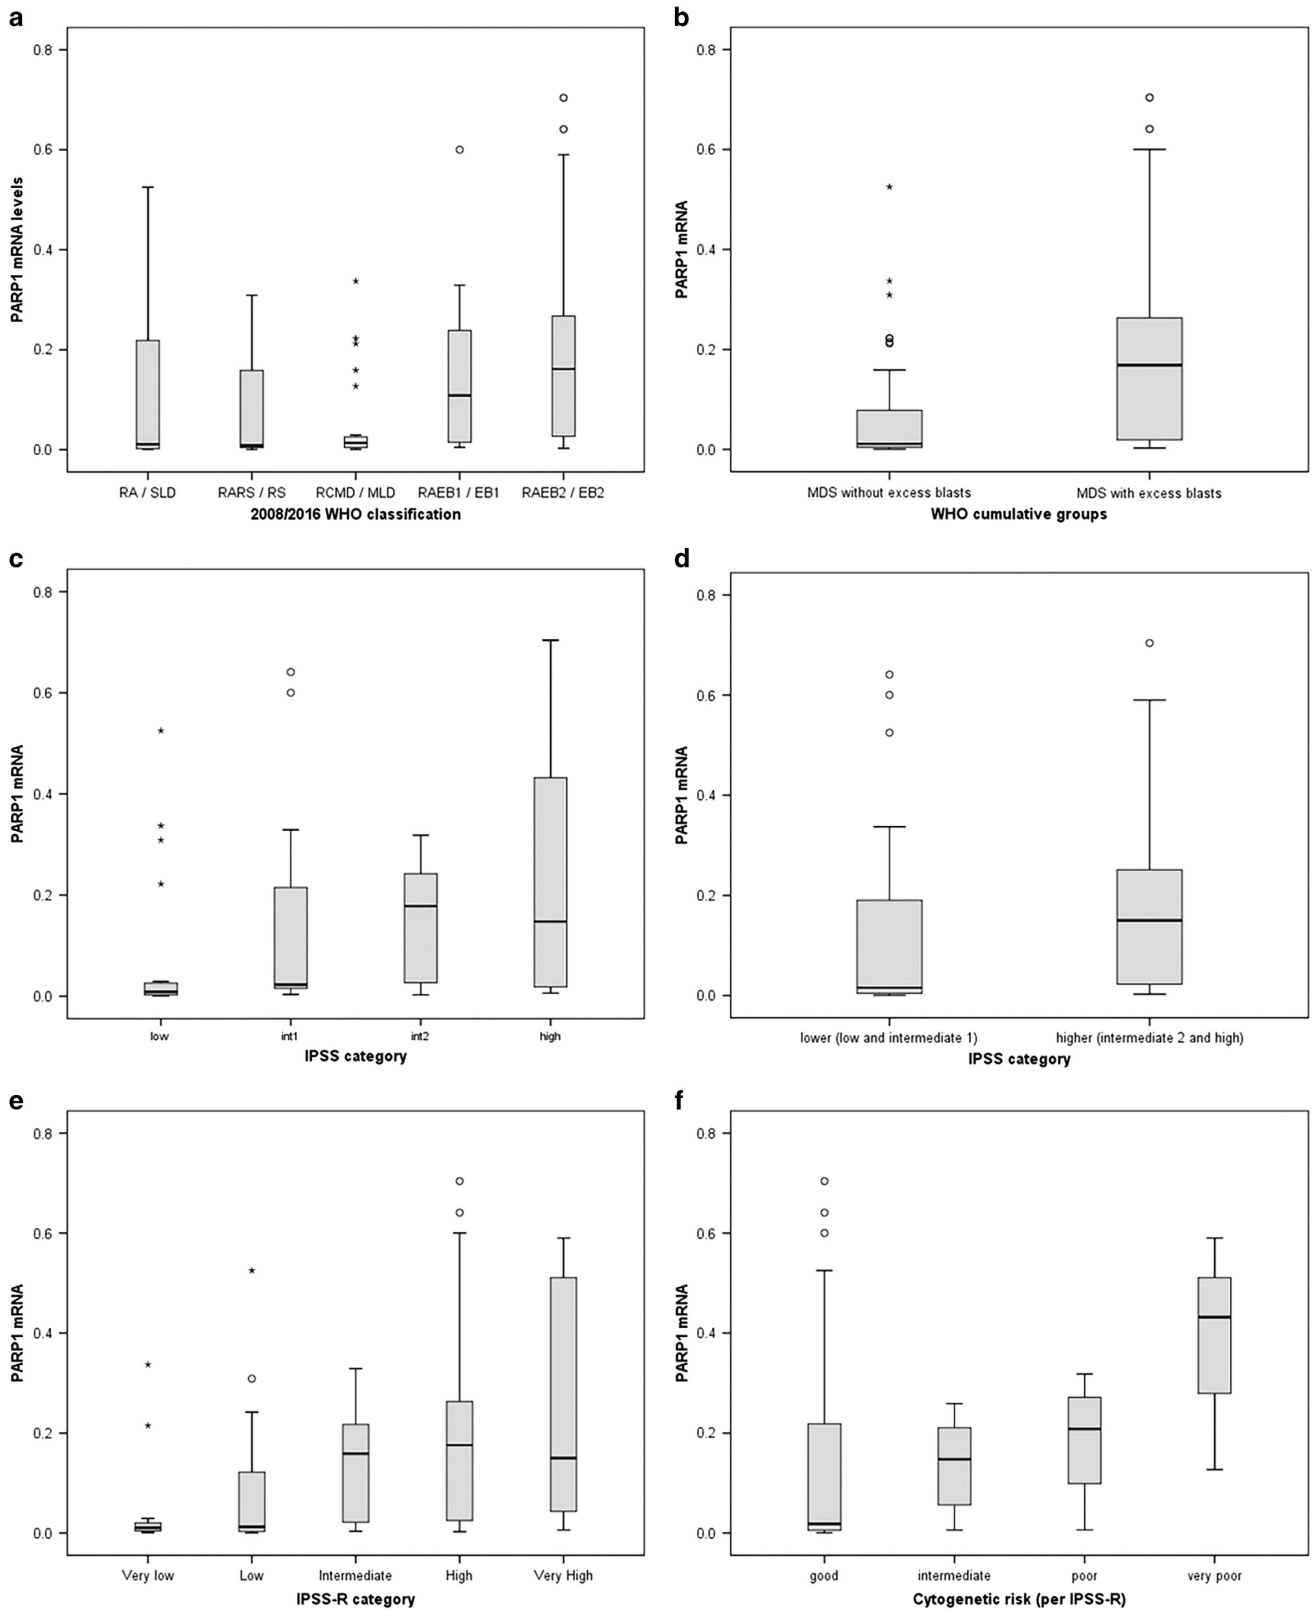 a
0.8
0.6
0.4
0.2
0.0
PARP1 mRNA levels
RA / SLD RARS / RS RCMD / MLD RAEB1 / EB1 RAEB2 / EB2
2008/2016 WHO classification
b
0.8
0.6
0.4
0.2
0.0
PARP1 mRNA
MDS without excess blasts MDS with excess blasts
WHO cumulative groups
c
0.8
0.6
0.4
0.2
0.0
PARP1 mRNA
low int1 int2 high
IPSS category
d
0.8
0.6
0.4
0.2
0.0
PARP1 mRNA
lower (low and intermediate 1) higher (intermediate 2 and high)
IPSS category
e
0.8
0.6
0.4
0.2
0.0
PARP1 mRNA
Very low Low Intermediate High Very High
IPSS-R category
f
0.8
0.6
0.4
0.2
0.0
PARP1 mRNA
good intermediate poor very poor
Cytogenetic risk (per IPSS-R)